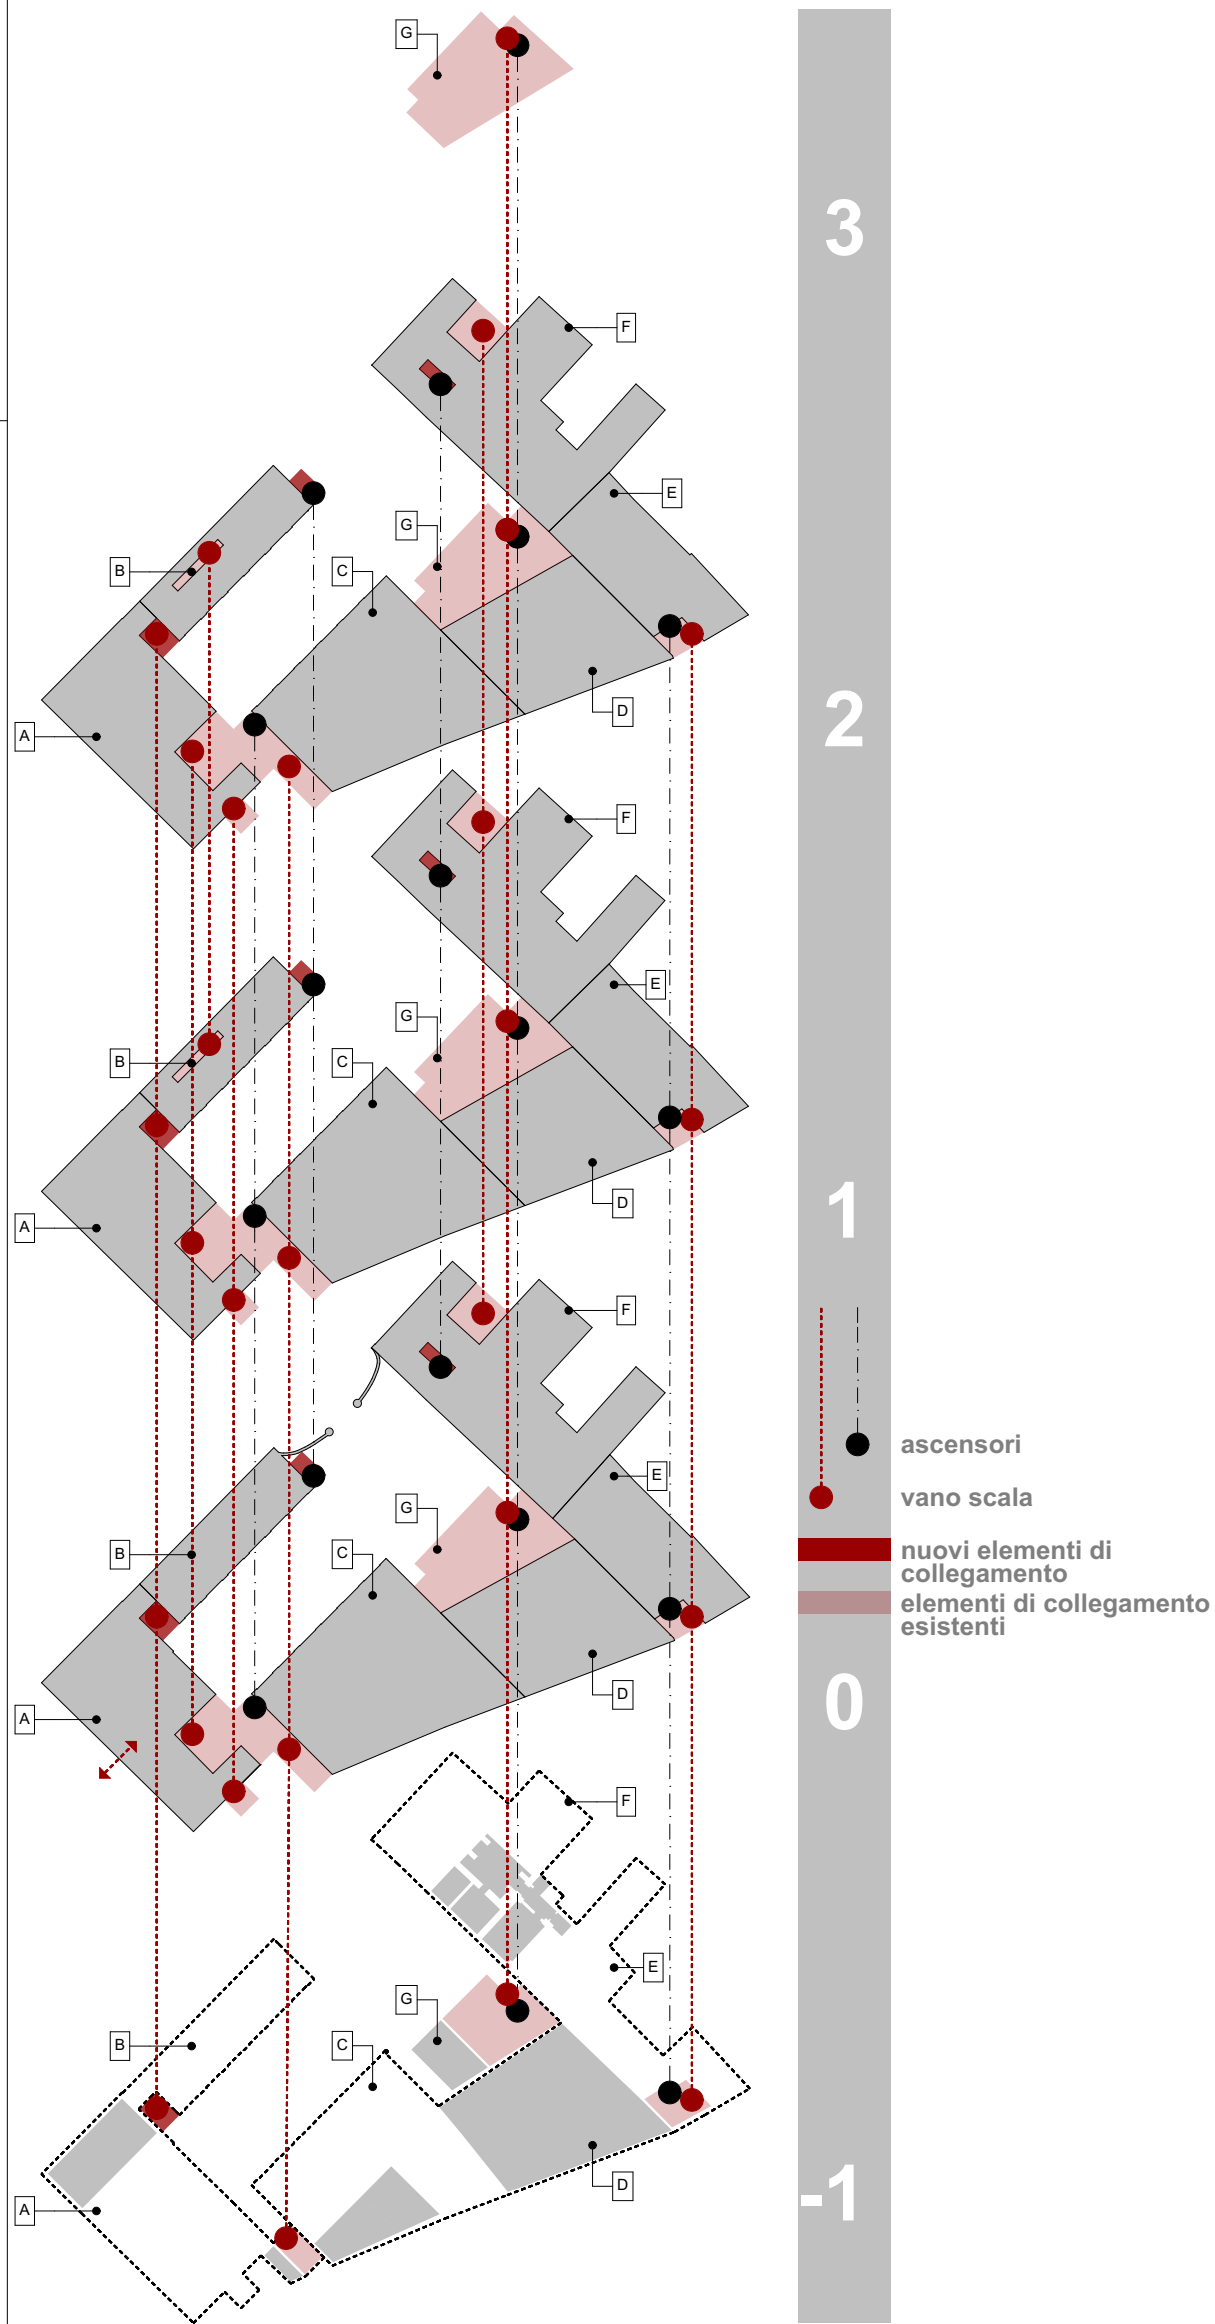 G
3
F
E
G
B
C
D
A
2
F
E
G
B
C
D
A
1
F
ascensori
E
vano scala
G
nuovi elementi di
collegamento
B
C
elementi di collegamento
esistenti
D
A
0
F
E
G
B
C
D
A
-1